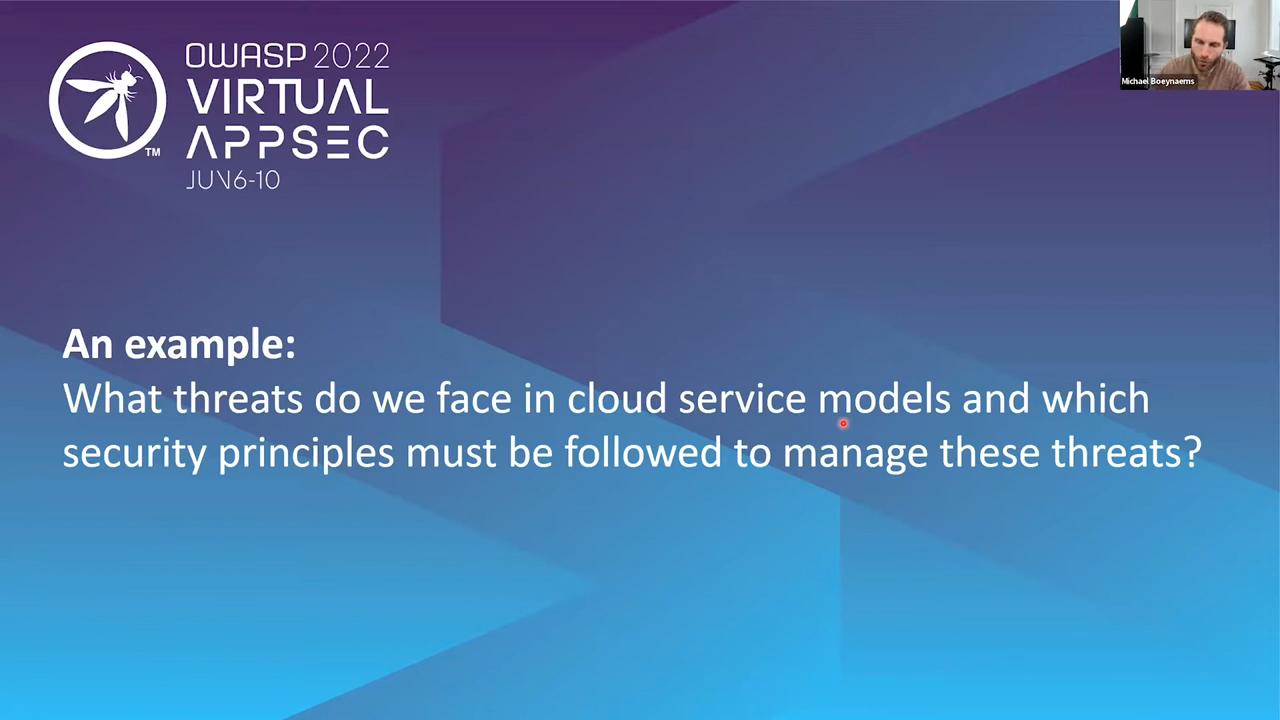 OWASP 2022
VIRTUAL
APPSEC
TM
JUN6-10
Michael Boeynaems
An example:
What threats do we face in cloud service models and which
security principles must be followed to manage these threats?